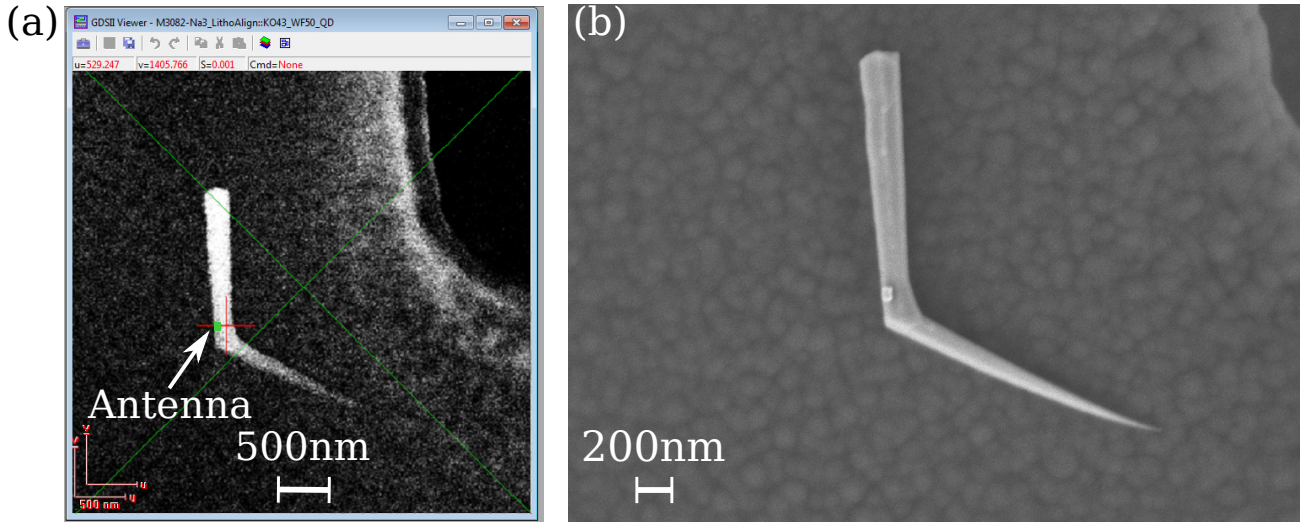 (a)
GDSII Viewer - M3082-Na3_LithoAlign::KO43_WF50_QD
u=529.247 v=1405.766 S=0.001 Cmd=None
Antenna
500nm
v
v
u
u
500 nm
(b)
200nm